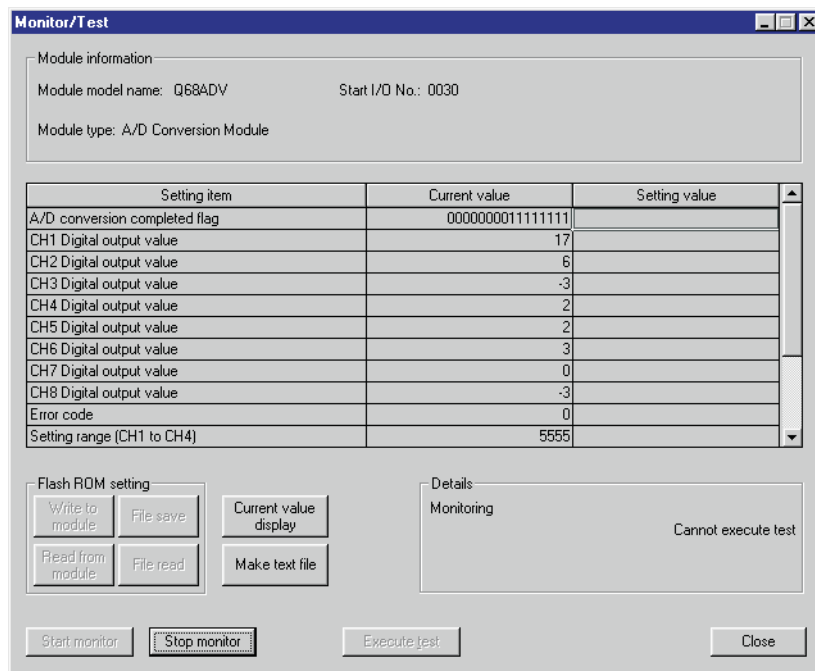 Monitor/Test
Module information
Module model name: Q68ADV Start I/O No.: 0030
Module type: A/D Conversion Module
Setting item Current value Setting value
A/D conversion completed flag 0000000011111111
CH1 Digital output value 17
CH2 Digital output value 6
CH3 Digital output value -3
CH4 Digital output value 2
CH5 Digital output value 2
CH6 Digital output value 3
CH7 Digital output value 0
CH8 Digital output value -3
Error code 0
Setting range (CH1 to CH4) 5555
Flash ROM setting
Write to
module
File save
Read from
module
File read
Current value
display
Make text file
Details
Monitoring
Cannot execute test
Start monitor Stop monitor Execute test Close